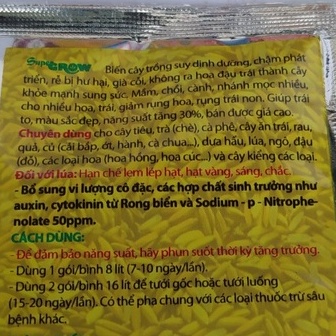 Super GROW Biến cây trồng suy dinh dưỡng, chậm phát
triển, rễ bị hư hại, già cỗi, không ra hoa đậu trái thành cây
khỏe mạnh sung sức. Mầm, chồi, cành, nhánh mọc nhiều,
cho nhiều hoa, trái, giảm rụng hoa, rụng trái non. Giúp trái
to, màu sắc đẹp, năng suất tăng 30%, bán được giá cao.
Chuyên dùng cho cây tiêu, trà (chè), cà phê, cây ăn trái, rau,
quả, củ (cải bắp, ớt, hành, cà chua...), dưa hấu, lúa, ngô, đậu
(đỗ), các loại hoa (hoa hồng, hoa cúc...) và cây kiểng các loại.
Đối với lúa: Hạn chế lem lép hạt, hạt vàng, sáng, chắc.
- Bổ sung vi lượng cô đặc, các hợp chất sinh trưởng như
auxin, cytokinin từ Rong biển và Sodium - p - Nitrophe-
nolate 50ppm.
CÁCH DÙNG:
- Để đảm bảo năng suất, hãy phun suốt thời kỳ tăng trưởng.
- Dùng 1 gói/bình 8 lít (7-10 ngày/lần).
- Dùng 2 gói/bình 16 lít để tưới gốc hoặc tưới luống
(15-20 ngày/lần). Có thể pha chung với các loại thuốc trừ sâu
bệnh khác.